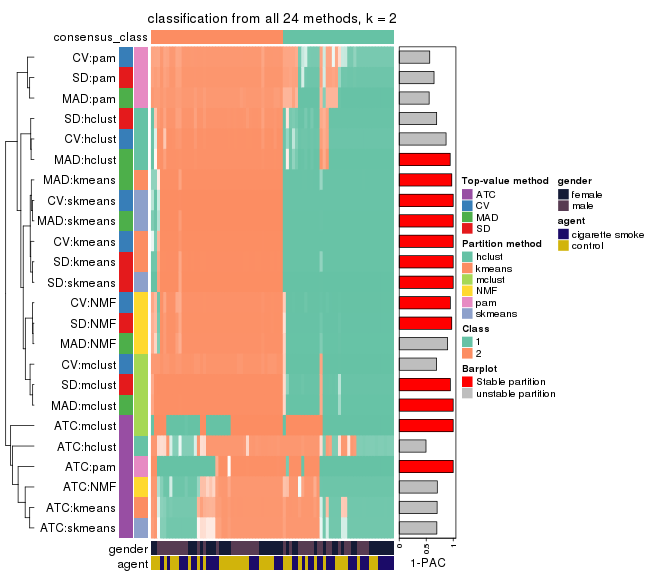 classification from all 24 methods, k = 2
consensus_class
CV:pam
SD:pam
MAD:pam
SD:hclust
CV:hclust
MAD:hclust
MAD:kmeans
CV:skmeans
MAD:skmeans
CV:kmeans
SD:kmeans
SD:skmeans
CV:NMF
SD:NMF
MAD:NMF
CV:mclust
SD:mclust
MAD:mclust
ATC:mclust
ATC:hclust
ATC:pam
ATC:NMF
ATC:kmeans
ATC:skmeans
gender
agent
0
0.5
1
1-PAC
Top-value method
ATC
CV
MAD
SD
Partition method
hclust
kmeans
mclust
NMF
pam
skmeans
Class
1
2
Barplot
Stable partition
unstable partition
gender
female
male
agent
cigarette smoke
control